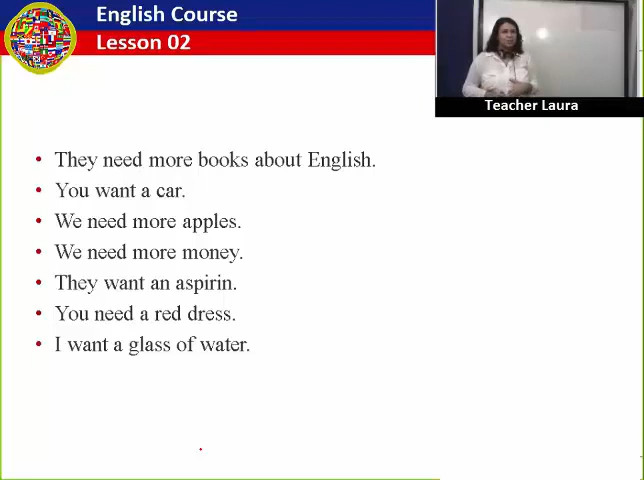 English Course
Lesson 02
Teacher Laura
• They need more books about English.
• You want a car.
• We need more apples.
• We need more money.
• They want an aspirin.
• You need a red dress.
• I want a glass of water.